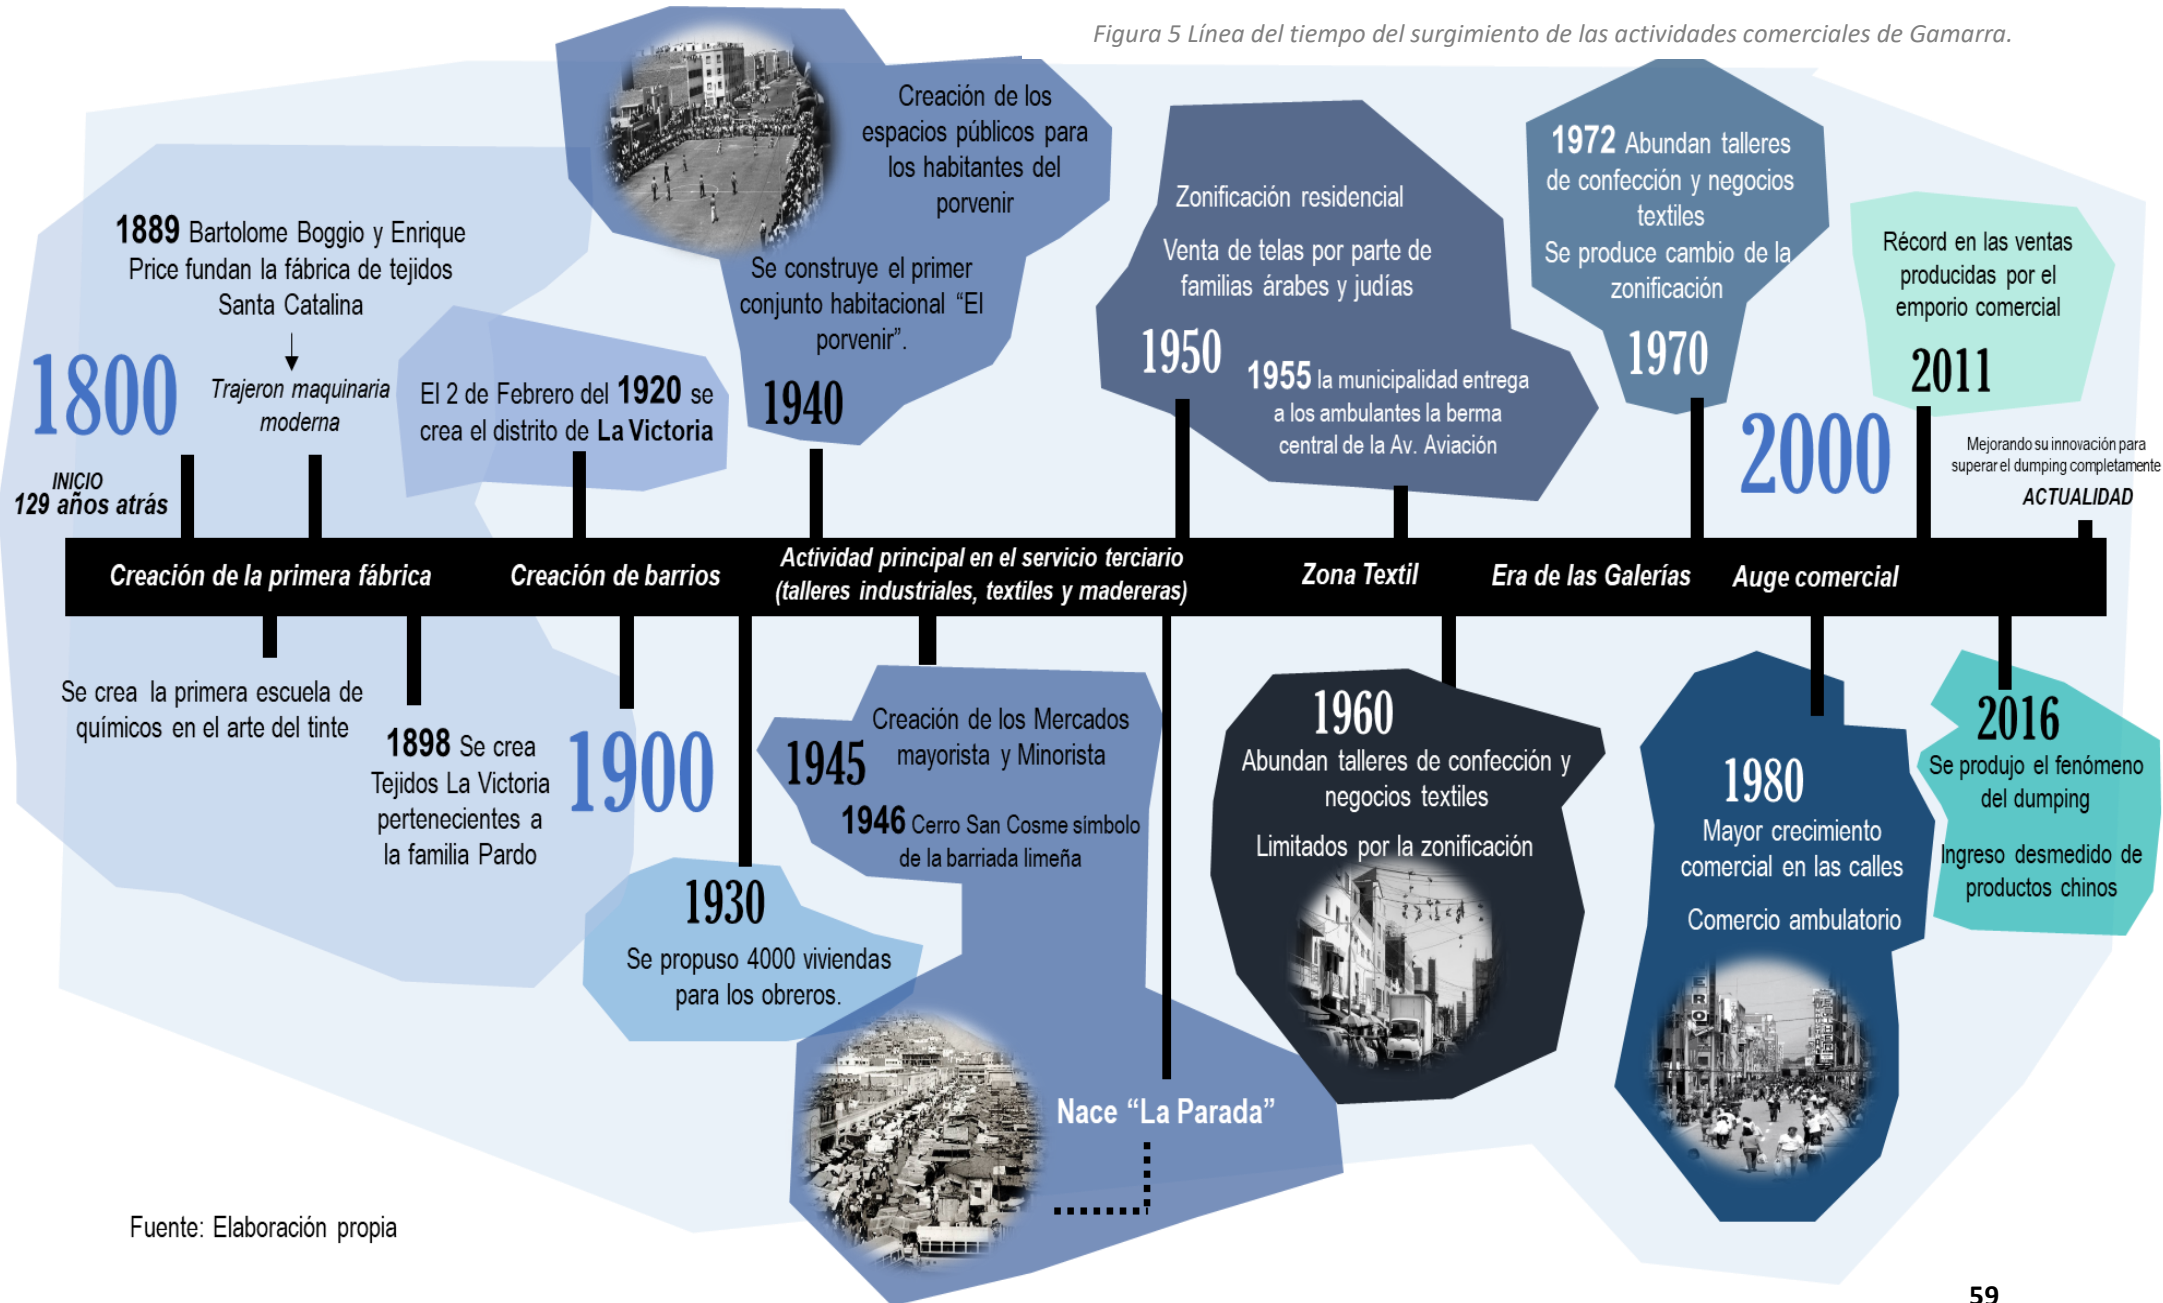 Figura 5 Línea del tiempo del surgimiento de las actividades comerciales de Gamarra.
1889 Bartolome Boggio y Enrique
Price fundan la fábrica de tejidos
Santa Catalina
Trajeron maquinaria
moderna
1800
INICIO
129 años atrás
El 2 de Febrero del 1920 se
crea el distrito de La Victoria
Creación de los
espacios públicos para
los habitantes del
porvenir
Se construye el primer
conjunto habitacional “El
porvenir”.
1940
Zonificación residencial
Venta de telas por parte de
familias árabes y judías
1950
1955 la municipalidad entrega
a los ambulantes la berma
central de la Av. Aviación
1972 Abundan talleres
de confección y negocios
textiles
Se produce cambio de la
zonificación
1970
2000
Récord en las ventas
producidas por el
emporio comercial
2011
Mejorando su innovación para
superar el dumping completamente
ACTUALIDAD
Creación de la primera fábrica
Creación de barrios
Actividad principal en el servicio terciario
(talleres industriales, textiles y madereras)
Zona Textil
Era de las Galerías
Auge comercial
Se crea la primera escuela de
químicos en el arte del tinte
1898 Se crea
Tejidos La Victoria
pertenecientes a
la familia Pardo
1900
1930
Se propuso 4000 viviendas
para los obreros.
Creación de los Mercados
mayorista y Minorista
1945
1946 Cerro San Cosme simbolo
de la barriada limeña
Nace “La Parada”
1960
Abundan talleres de confección y
negocios textiles
Limitados por la zonificación
1980
Mayor crecimiento
comercial en las calles
Comercio ambulatorio
2016
Se produjo el fenómeno
del dumping
Ingreso desmedido de
productos chinos
Fuente: Elaboración propia
59